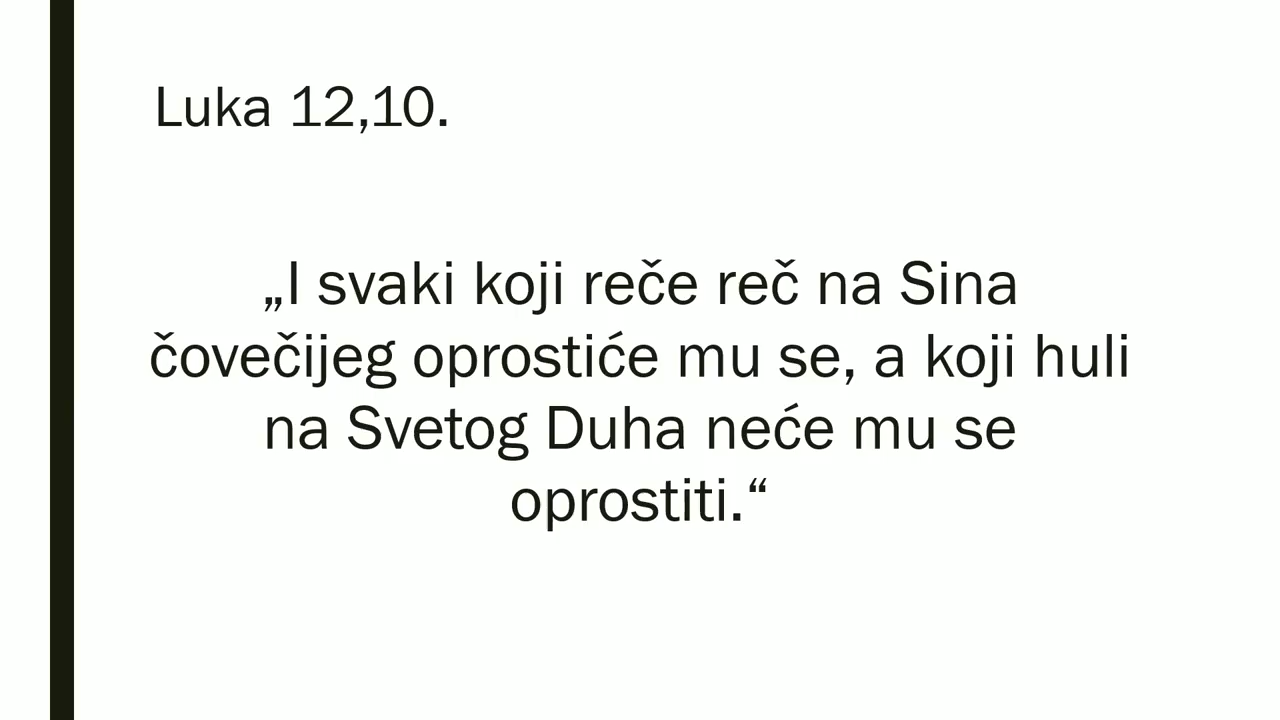 Luka 12,10.
„I svaki koji reče reč na Sina
čovečijeg oprostiće mu se, a koji huli
na Svetog Duha neće mu se
oprostiti.“